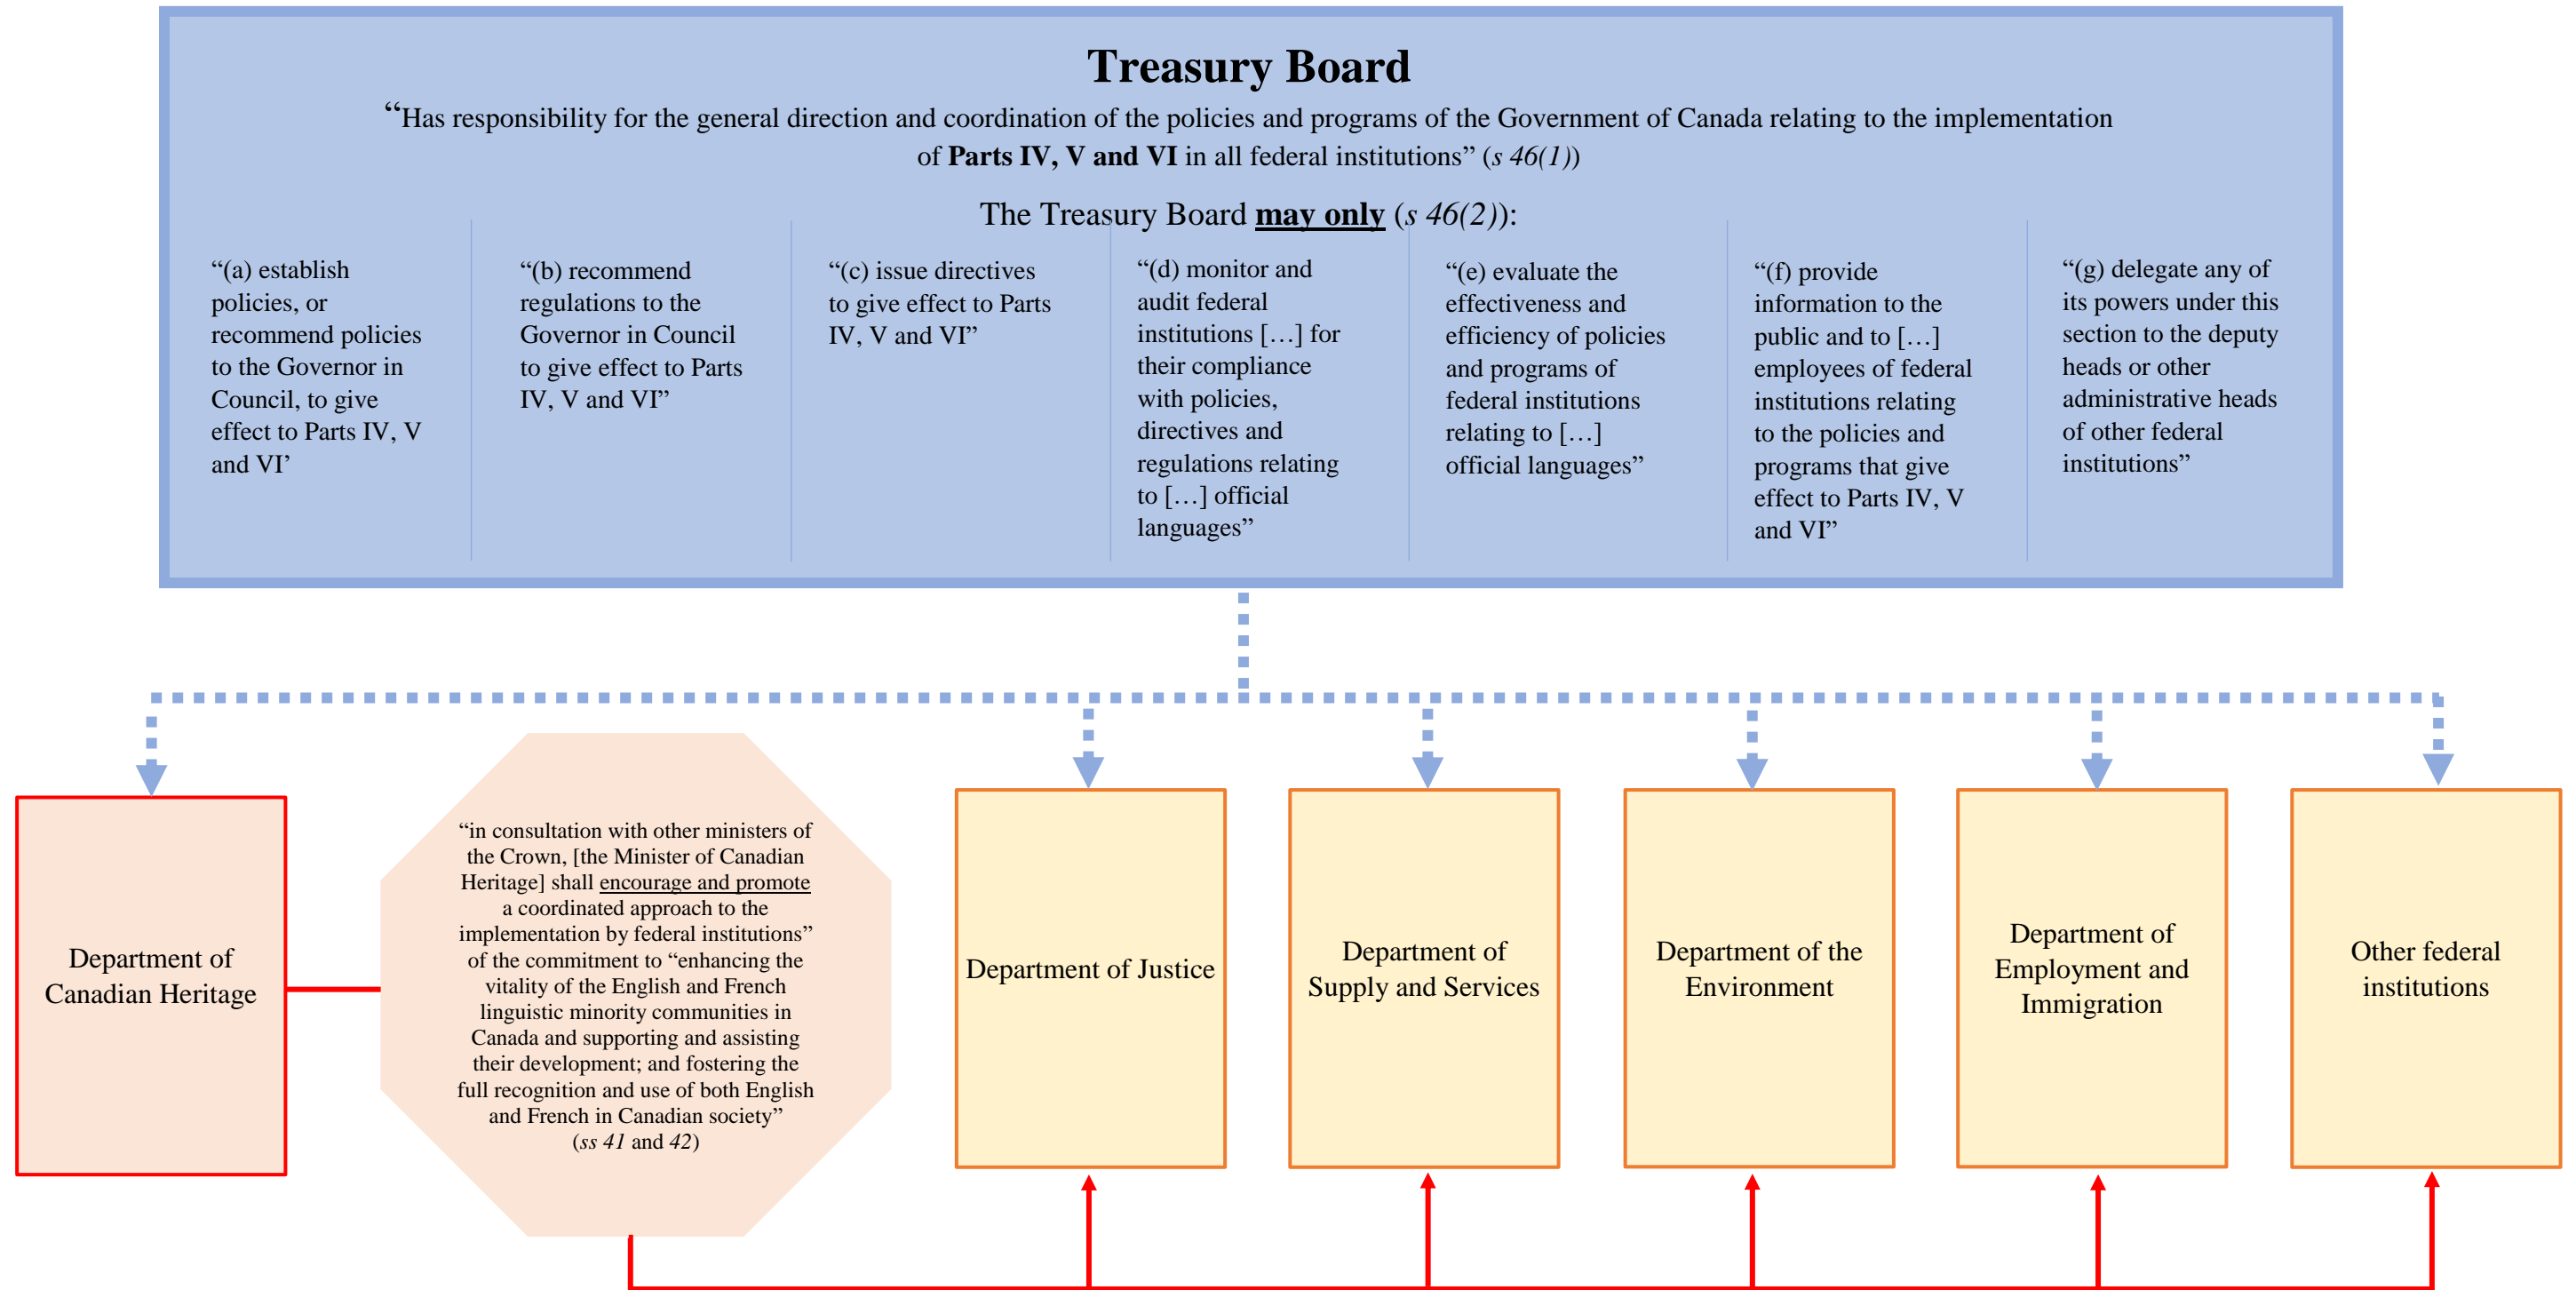 Treasury Board
“Has responsibility for the general direction and coordination of the policies and programs of the Government of Canada relating to the implementation
of Parts IV, V and VI in all federal institutions” (s 46(1))
The Treasury Board may only (s 46(2)):
“(a) establish
policies, or
recommend policies
to the Governor in
Council, to give
effect to Parts IV, V
and VI’
“(b) recommend
regulations to the
Governor in Council
to give effect to Parts
IV, V and VI”
“(c) issue directives
to give effect to Parts
IV, V and VI”
“(d) monitor and
audit federal
institutions […] for
their compliance
with policies,
directives and
regulations relating
to […] official
languages”
“(e) evaluate the
effectiveness and
efficiency of policies
and programs of
federal institutions
relating to […]
official languages”
“(f) provide
information to the
public and to […]
employees of federal
institutions relating
to the policies and
programs that give
effect to Parts IV, V
and VI”
“(g) delegate any of
its powers under this
section to the deputy
heads or other
administrative heads
of other federal
institutions”
Department of
Canadian Heritage
“in consultation with other ministers of
the Crown, [the Minister of Canadian
Heritage] shall encourage and promote
a coordinated approach to the
implementation by federal institutions”
of the commitment to “enhancing the
vitality of the English and French
linguistic minority communities in
Canada and supporting and assisting
their development; and fostering the
full recognition and use of both English
and French in Canadian society”
(ss 41 and 42)
Department of Justice
Department of
Supply and Services
Department of the
Environment
Department of
Employment and
Immigration
Other federal
institutions